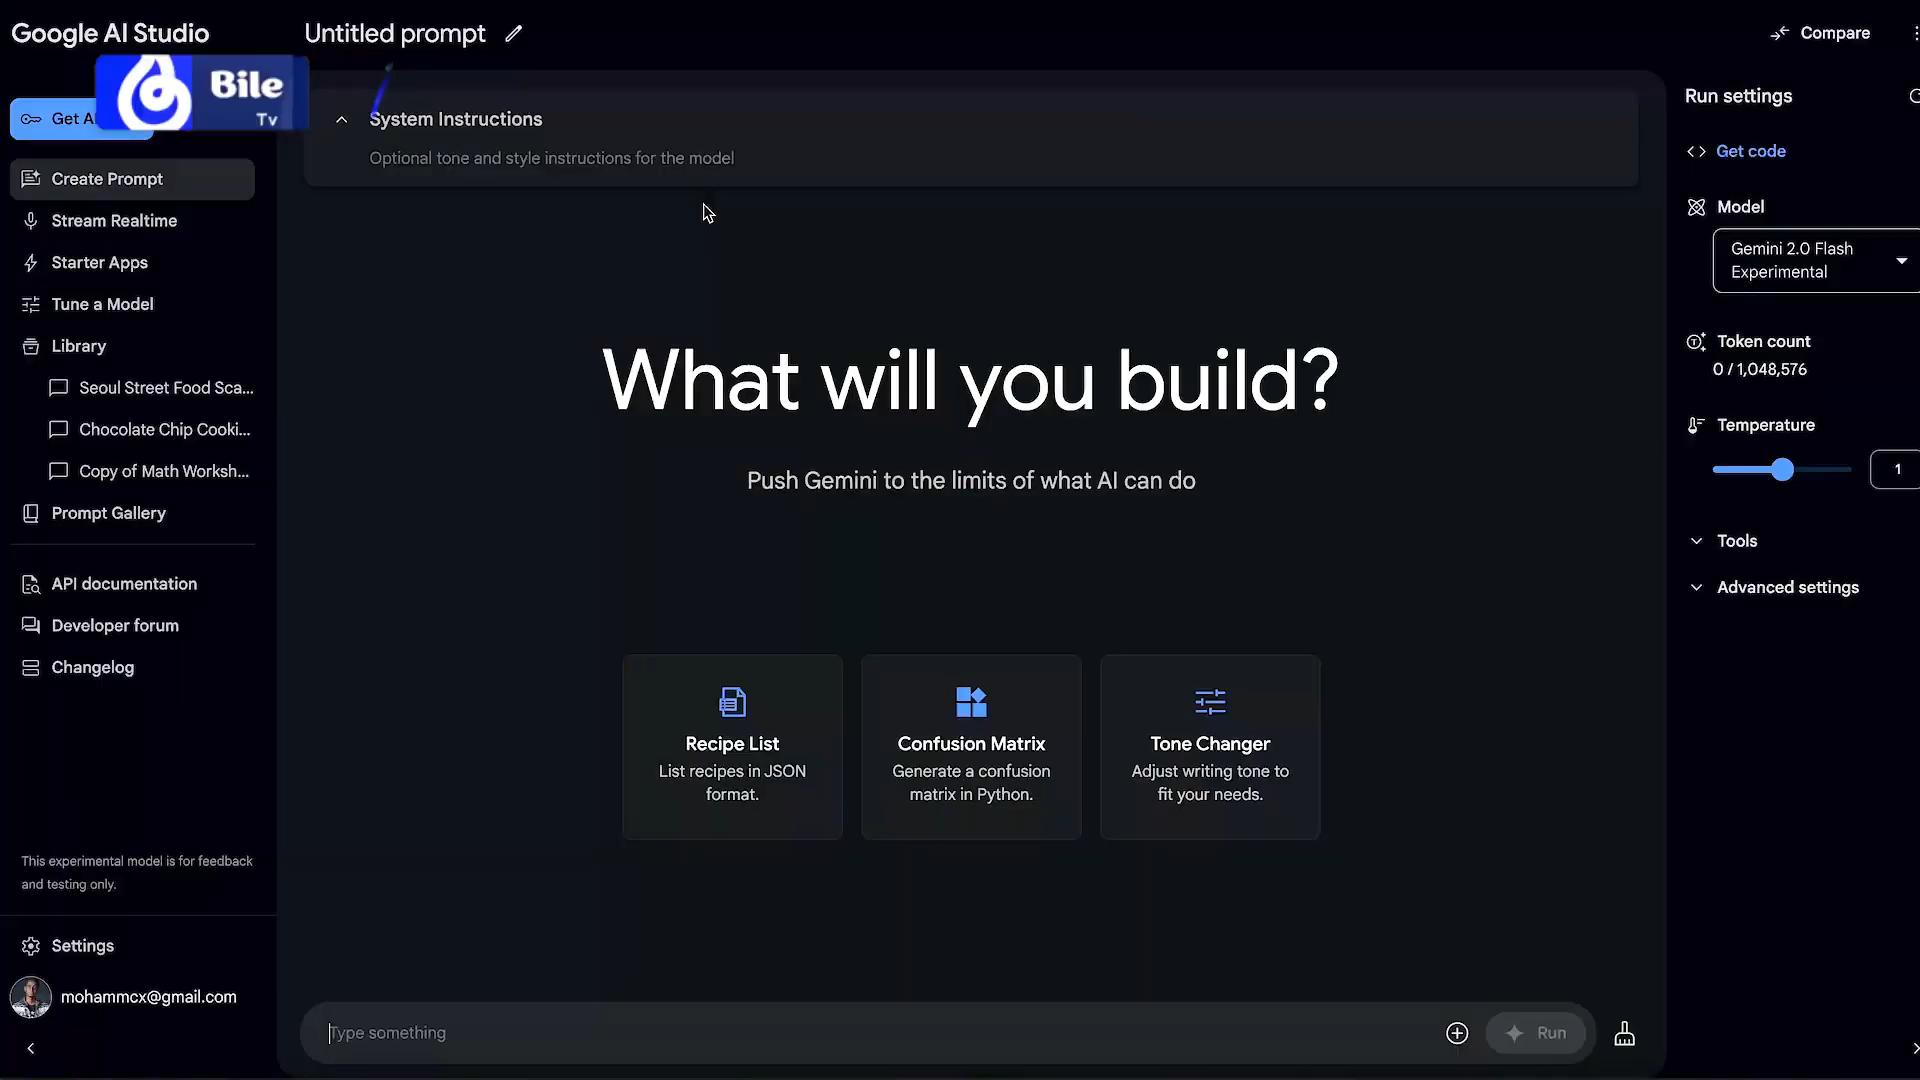 Google AI Studio
Untitled prompt
Compare
Bile
Tv
Get
Create Prompt
Stream Realtime
Starter Apps
Tune a Model
Library
Seoul Street Food Sca...
Chocolate Chip Cooki...
Copy of Math Worksh...
Prompt Gallery
API documentation
Developer forum
Changelog
This experimental model is for feedback
and testing only.
Settings
mohammcx@gmail.com
System Instructions
Optional tone and style instructions for the model
What will you build?
Push Gemini to the limits of what AI can do
Recipe List
List recipes in JSON
format.
Confusion Matrix
Generate a confusion
matrix in Python.
Tone Changer
Adjust writing tone to
fit your needs.
Type something
Run
Run settings
Get code
Model
Gemini 2.0 Flash
Experimental
Token count
0 / 1,048,576
Temperature
1
Tools
Advanced settings